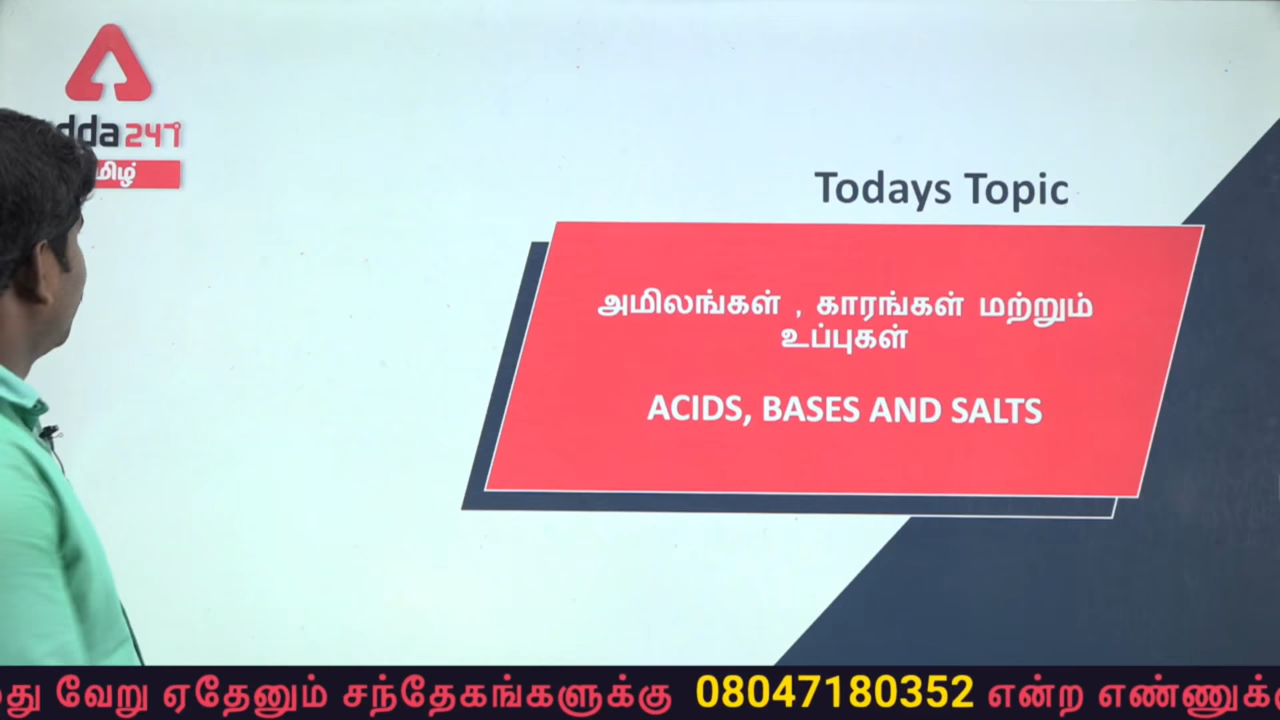 dda247
மிழ்
Todays Topic
அமிலங்கள் , காரங்கள் மற்றும்
உப்புகள்
ACIDS, BASES AND SALTS
வேறு ஏதேனும் சந்தேகங்களுக்கு 08047180352 என்ற